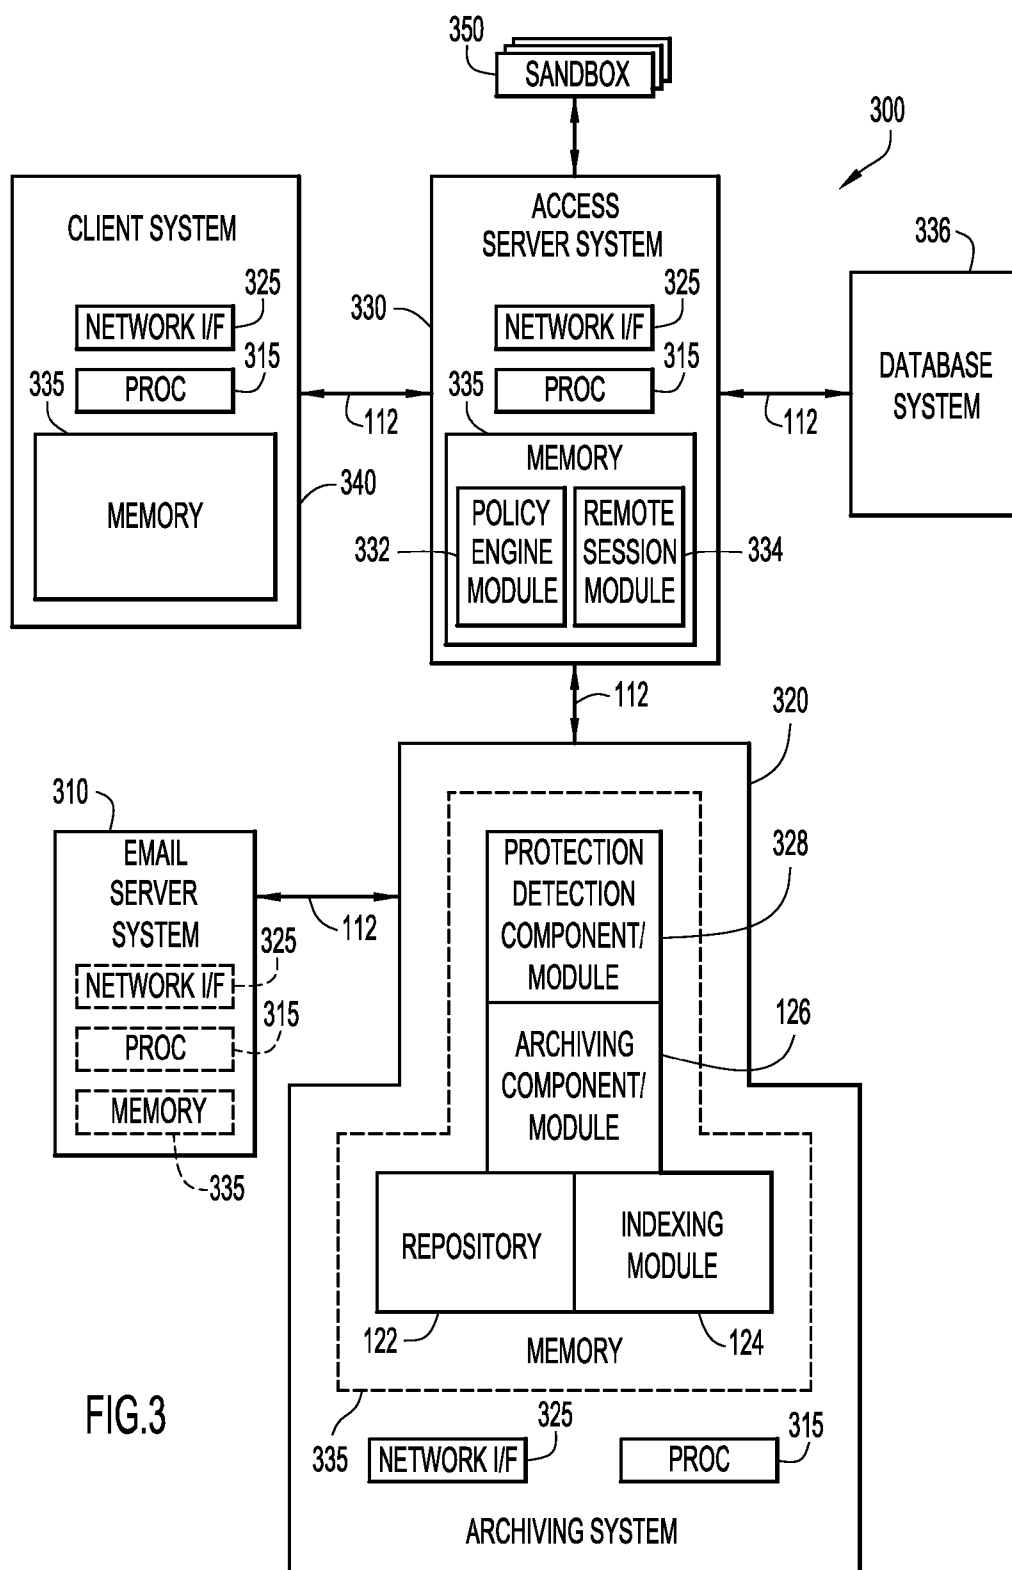 350
SANDBOX
300
CLIENT SYSTEM
325
NETWORK I/F
315
PROC
335
MEMORY
340
112
ACCESS
SERVER SYSTEM
330
325
NETWORK I/F
315
PROC
335
MEMORY
POLICY
ENGINE
MODULE
332
REMOTE
SESSION
MODULE
334
112
336
DATABASE
SYSTEM
112
320
310
EMAIL
SERVER
SYSTEM
325
NETWORK I/F
315
PROC
MEMORY
335
112
PROTECTION
DETECTION
COMPONENT/
MODULE
328
ARCHIVING
COMPONENT/
MODULE
126
REPOSITORY
122
INDEXING
MODULE
124
MEMORY
335
325
NETWORK I/F
315
PROC
ARCHIVING SYSTEM
FIG.3